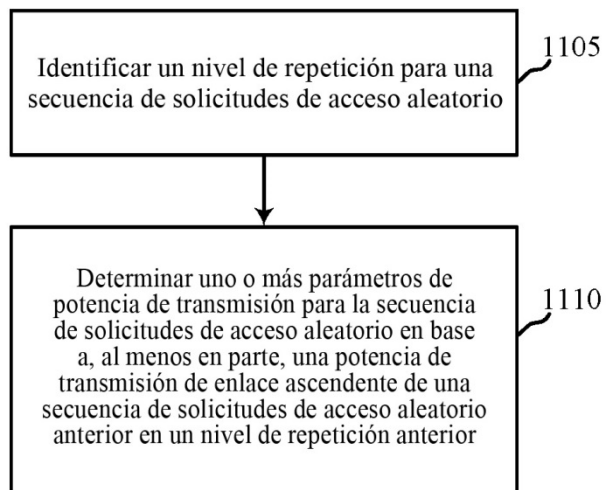 Identificar un nivel de repetición para una
secuencia de solicitudes de acceso aleatorio
1105
Determinar uno o más parámetros de
potencia de transmisión para la secuencia
de solicitudes de acceso aleatorio en base
a, al menos en parte, una potencia de
transmisión de enlace ascendente de una
secuencia de solicitudes de acceso aleatorio
anterior en un nivel de repetición anterior
1110